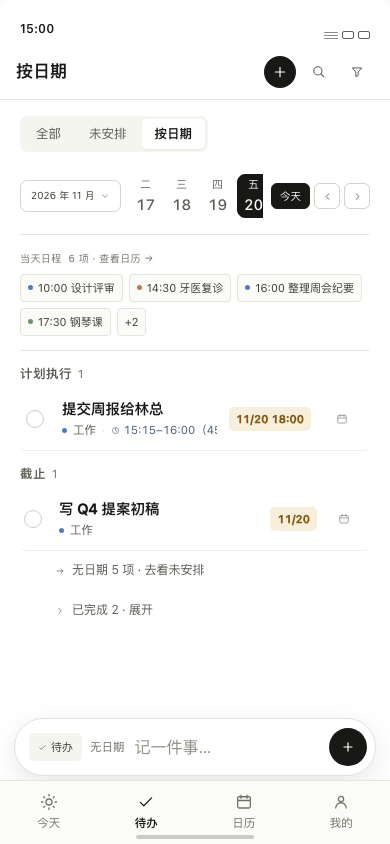 15:00
按日期
全部 未安排 按日期
2026 年 11 月 二 17 三 18 四 19 五 20 今天
当天日程 6 项 · 查看日历 →
10:00 设计评审 14:30 牙医复诊 16:00 整理周会纪要
17:30 钢琴课 +2
计划执行 1
提交周报给林总
工作 · 15:15–16:00 (45
11/20 18:00
截止 1
写 Q4 提案初稿
工作
11/20
→ 无日期 5 项 · 去看未安排
› 已完成 2 · 展开
待办 无日期 记一件事…
今天 待办 日历 我的